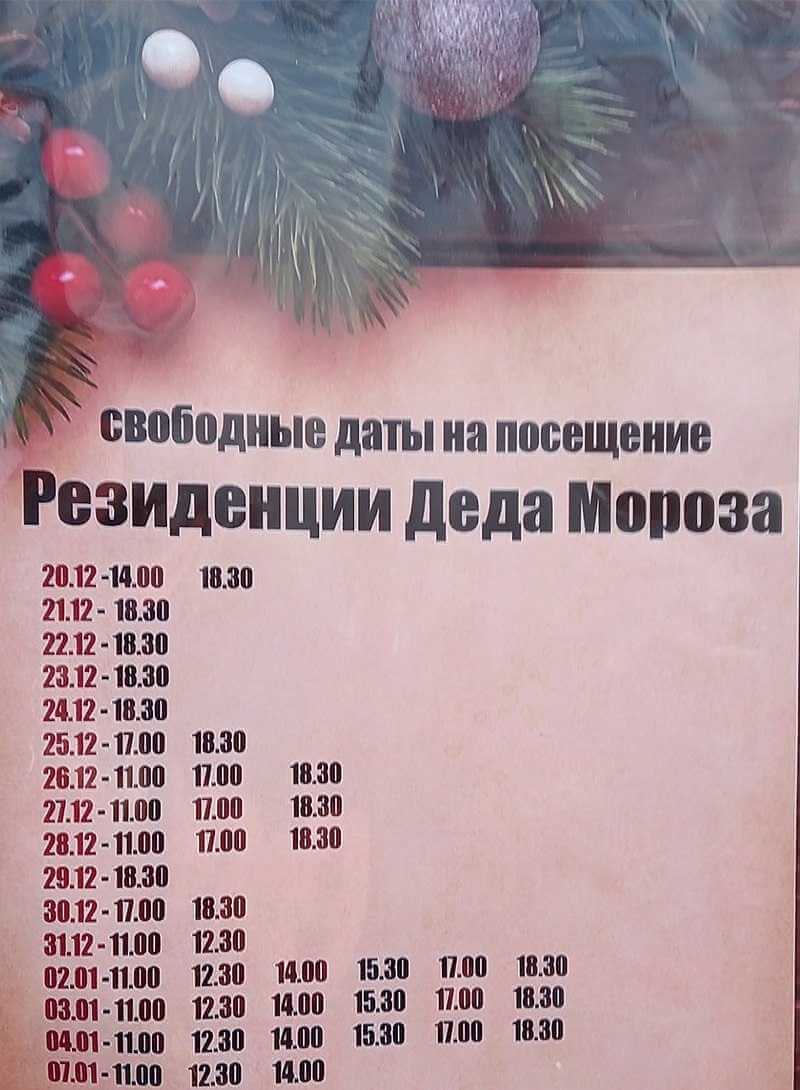 свободные даты на посещение
Резиденции Деда Мороза
20.12 -14.00 18.30
21.12 - 18.30
22.12 - 18.30
23.12 - 18.30
24.12 - 18.30
25.12 - 17.00 18.30
26.12 - 11.00 17.00 18.30
27.12 - 11.00 17.00 18.30
28.12 - 11.00 17.00 18.30
29.12 - 18.30
30.12 - 17.00 18.30
31.12 - 11.00 12.30
02.01 -11.00 12.30 14.00 15.30 17.00 18.30
03.01 - 11.00 12.30 14.00 15.30 17.00 18.30
04.01 - 11.00 12.30 14.00 15.30 17.00 18.30
07.01 - 11.00 12.30 14.00